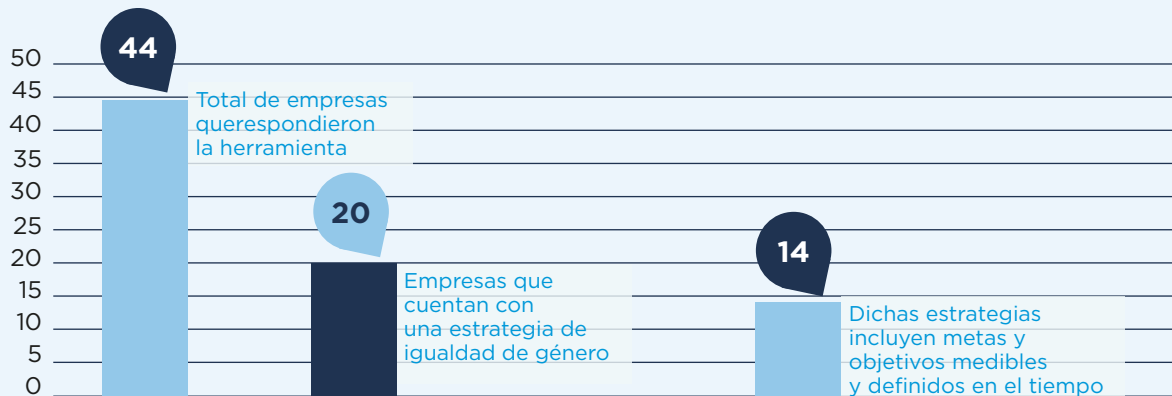 44
50
45
40
35
30
25
20
15
10
5
0
Total de empresas
querespondieron
la herramienta
20
Empresas que
cuentan con
una estrategia de
igualdad de género
14
Dichas estrategias
incluyen metas y
objetivos medibles
y definidos en el tiempo